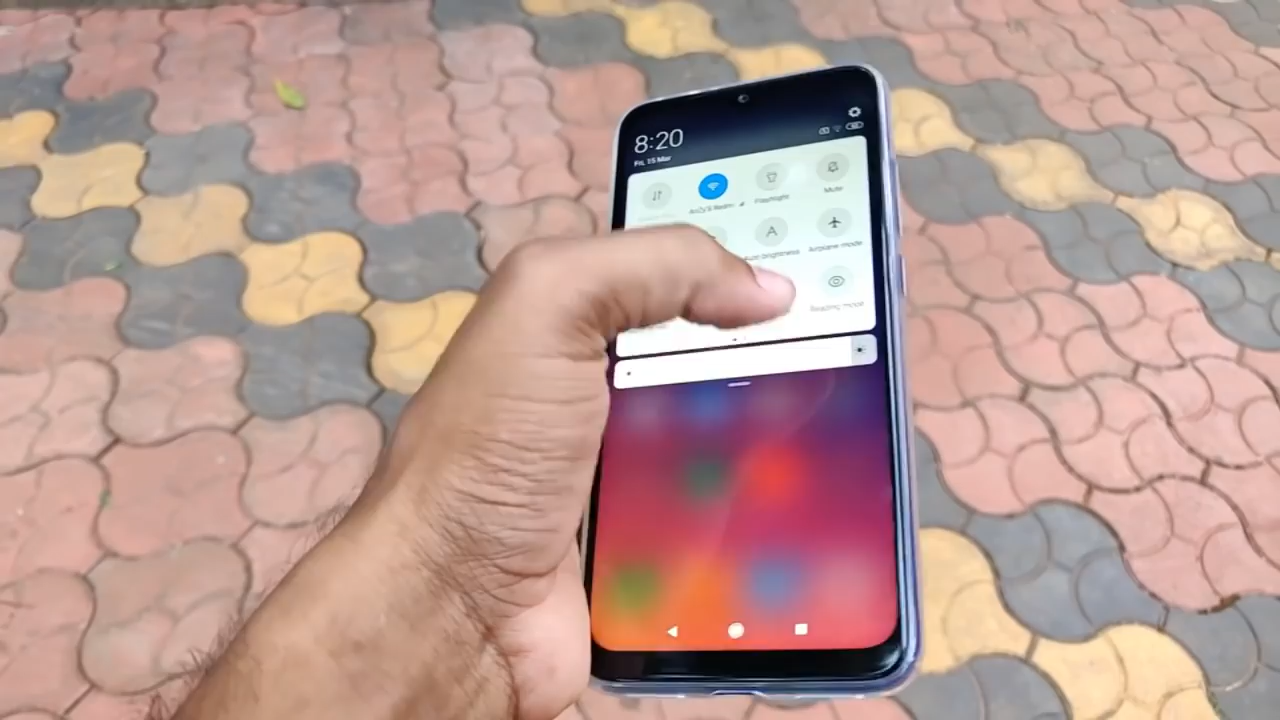 8:20
Fri, 15 Mar
Flashlight
Mute
Auto brightness
Airplane mode
Reading mode